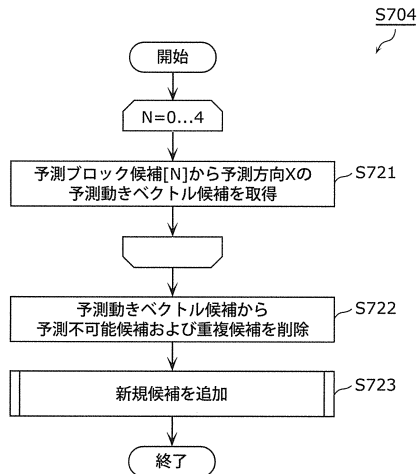 S704
開始
N=0...4
予測ブロック候補[N]から予測方向Xの
予測動きベクトル候補を取得
S721
予測動きベクトル候補から
予測不可能候補および重複候補を削除
S722
新規候補を追加
S723
終了